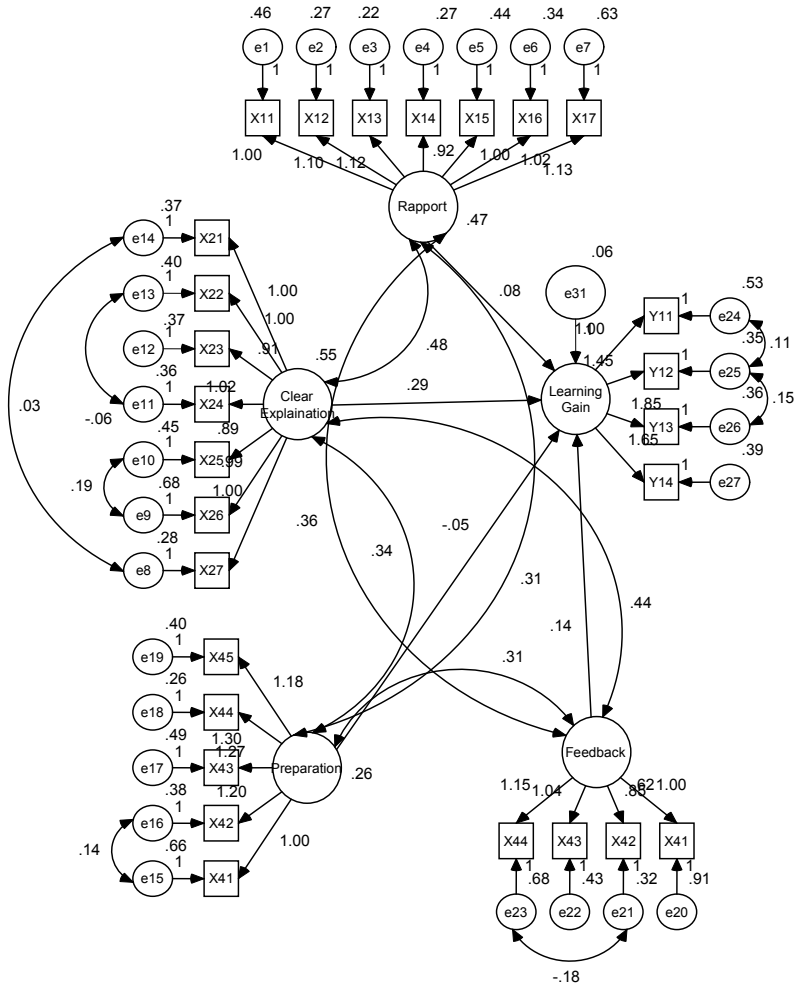 .46 .27 .22 .27 .44 .34 .63
e1 e2 e3 e4 e5 e6 e7
1 1 1 1 1 1 1
X11 X12 X13 X14 X15 X16 X17
1.00 1.10 1.12 .92 1.00 1.02 1.13
Rapport
.47
.37
e14 1 X21
.40
e13 1 X22
.37
e12 1 X23
.36
e11 1 X24
.45
e10 1 X25
.68
e9 1 X26
.28
e8 1 X27
.03
-.06
.19
1.00
1.00
.91
1.02
.89
.99
1.00
.55
Clear
Explaination
.48
.29
.08
.06
e31
1
Learning
Gain
1.00
1.45
1.85
1.65
Y11 1 e24 .53
Y12 1 e25 .35
Y13 1 e26 .36
Y14 1 e27 .39
.11
.15
.36
.34
-.05
.31
.44
.14
.31
.40
e19 1 X45
.26
e18 1 X44
.49
e17 1 X43
.38
e16 1 X42
.66
e15 1 X41
.14
1.18
1.30
1.27
1.20
1.00
Preparation
.26
Feedback
.62
1.15 1.04 .88 1.00
X44 X43 X42 X41
1 1 1 1
.68 .43 .32 .91
e23 e22 e21 e20
-.18